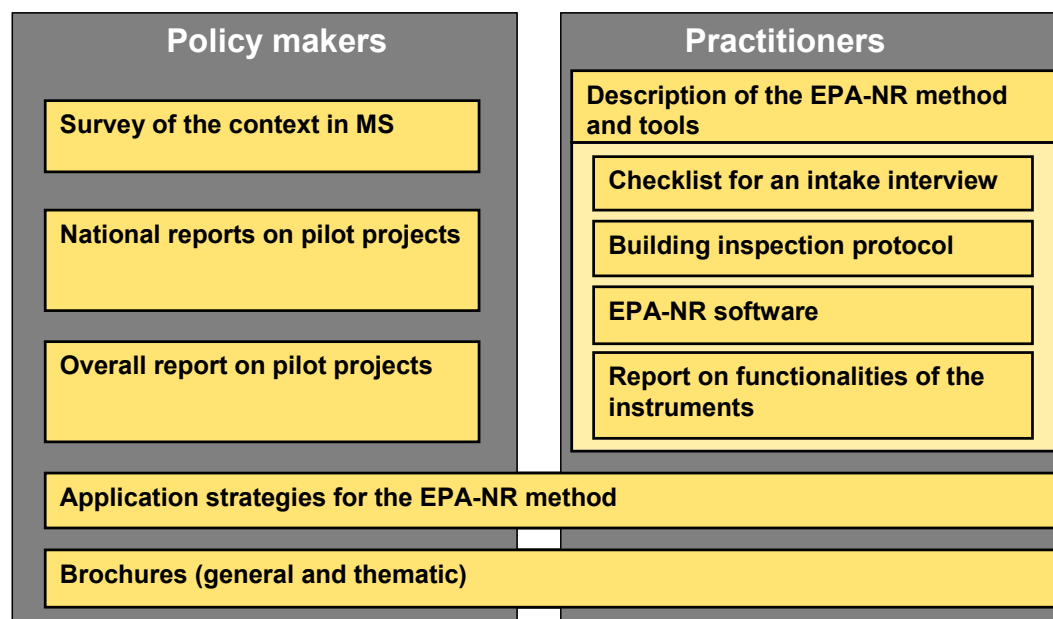 Policy makers
Survey of the context in MS
National reports on pilot projects
Overall report on pilot projects
Practitioners
Description of the EPA-NR method
and tools
Checklist for an intake interview
Building inspection protocol
EPA-NR software
Report on functionalities of the
instruments
Application strategies for the EPA-NR method
Brochures (general and thematic)